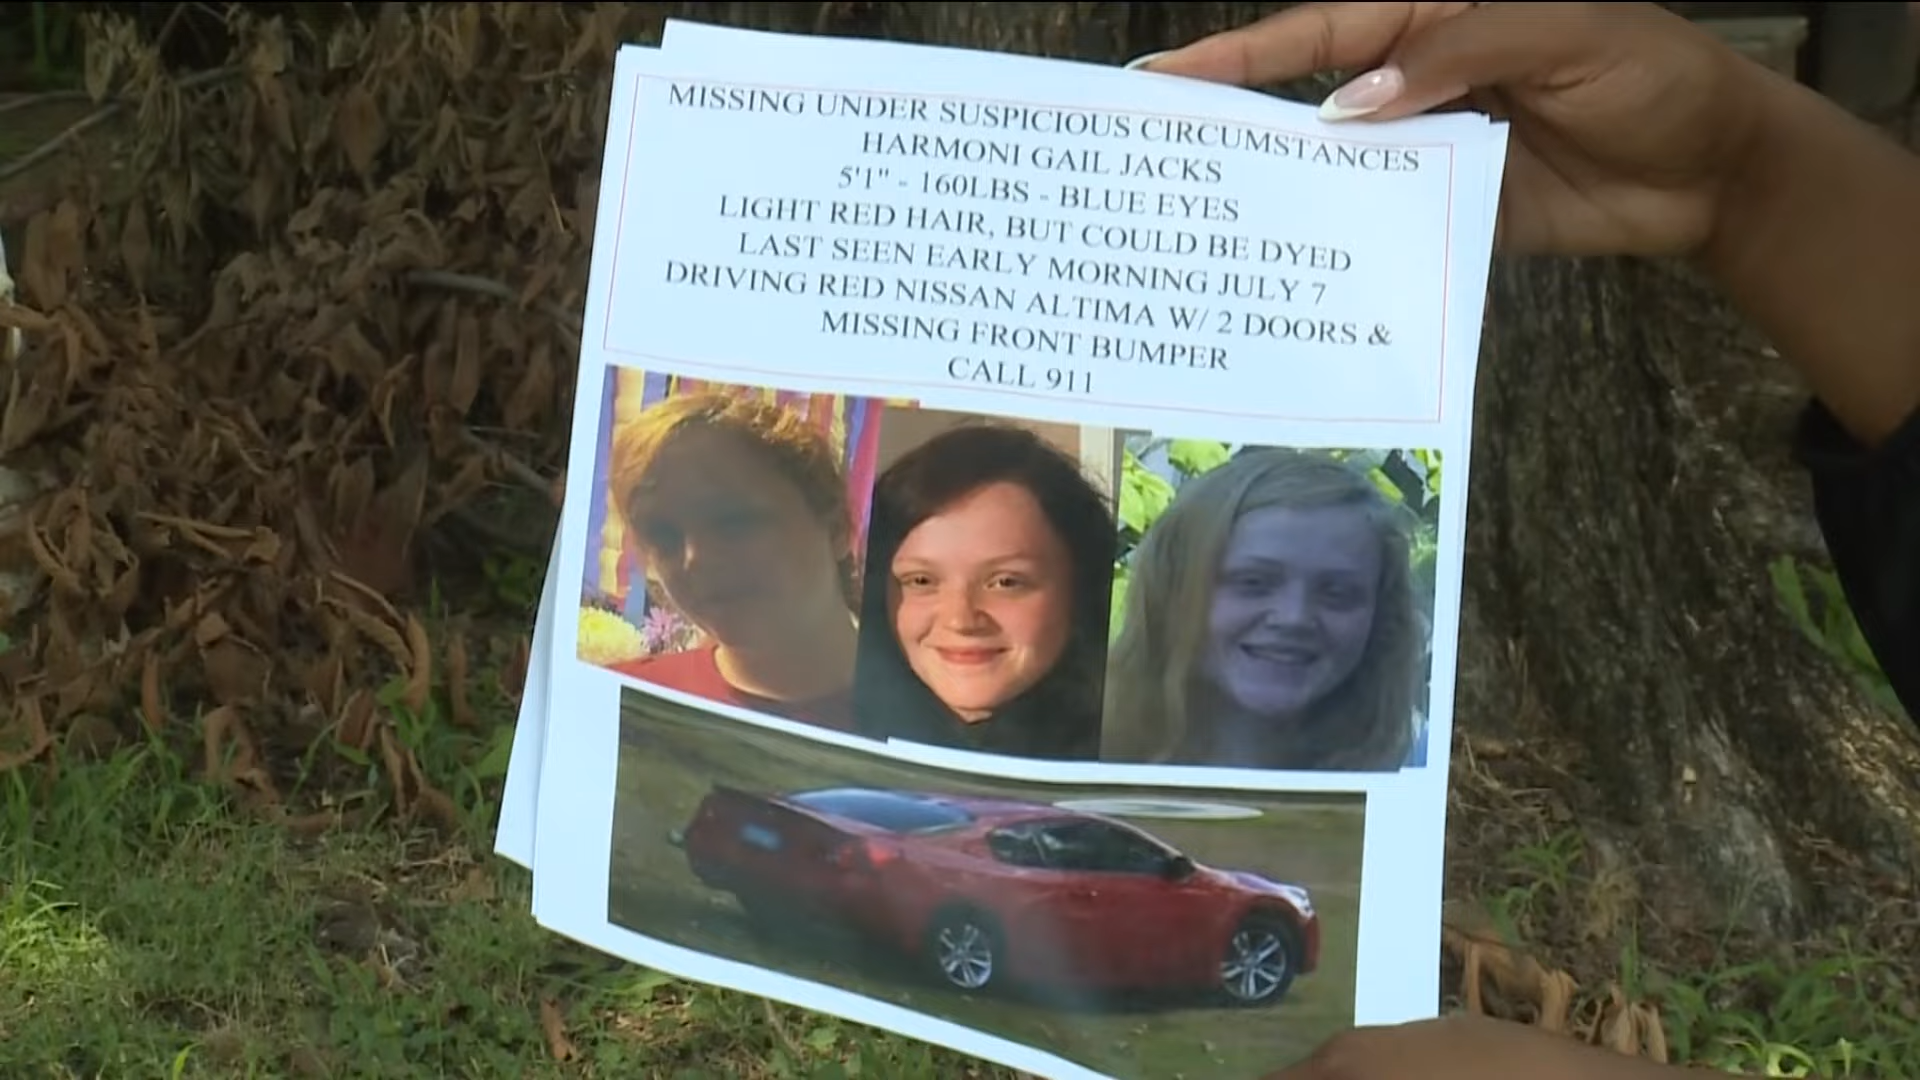 MISSING UNDER SUSPICIOUS CIRCUMSTANCES
HARMONI GAIL JACKS
5'1" - 160LBS - BLUE EYES
LIGHT RED HAIR, BUT COULD BE DYED
LAST SEEN EARLY MORNING JULY 7
DRIVING RED NISSAN ALTIMA W/ 2 DOORS &
MISSING FRONT BUMPER
CALL 911